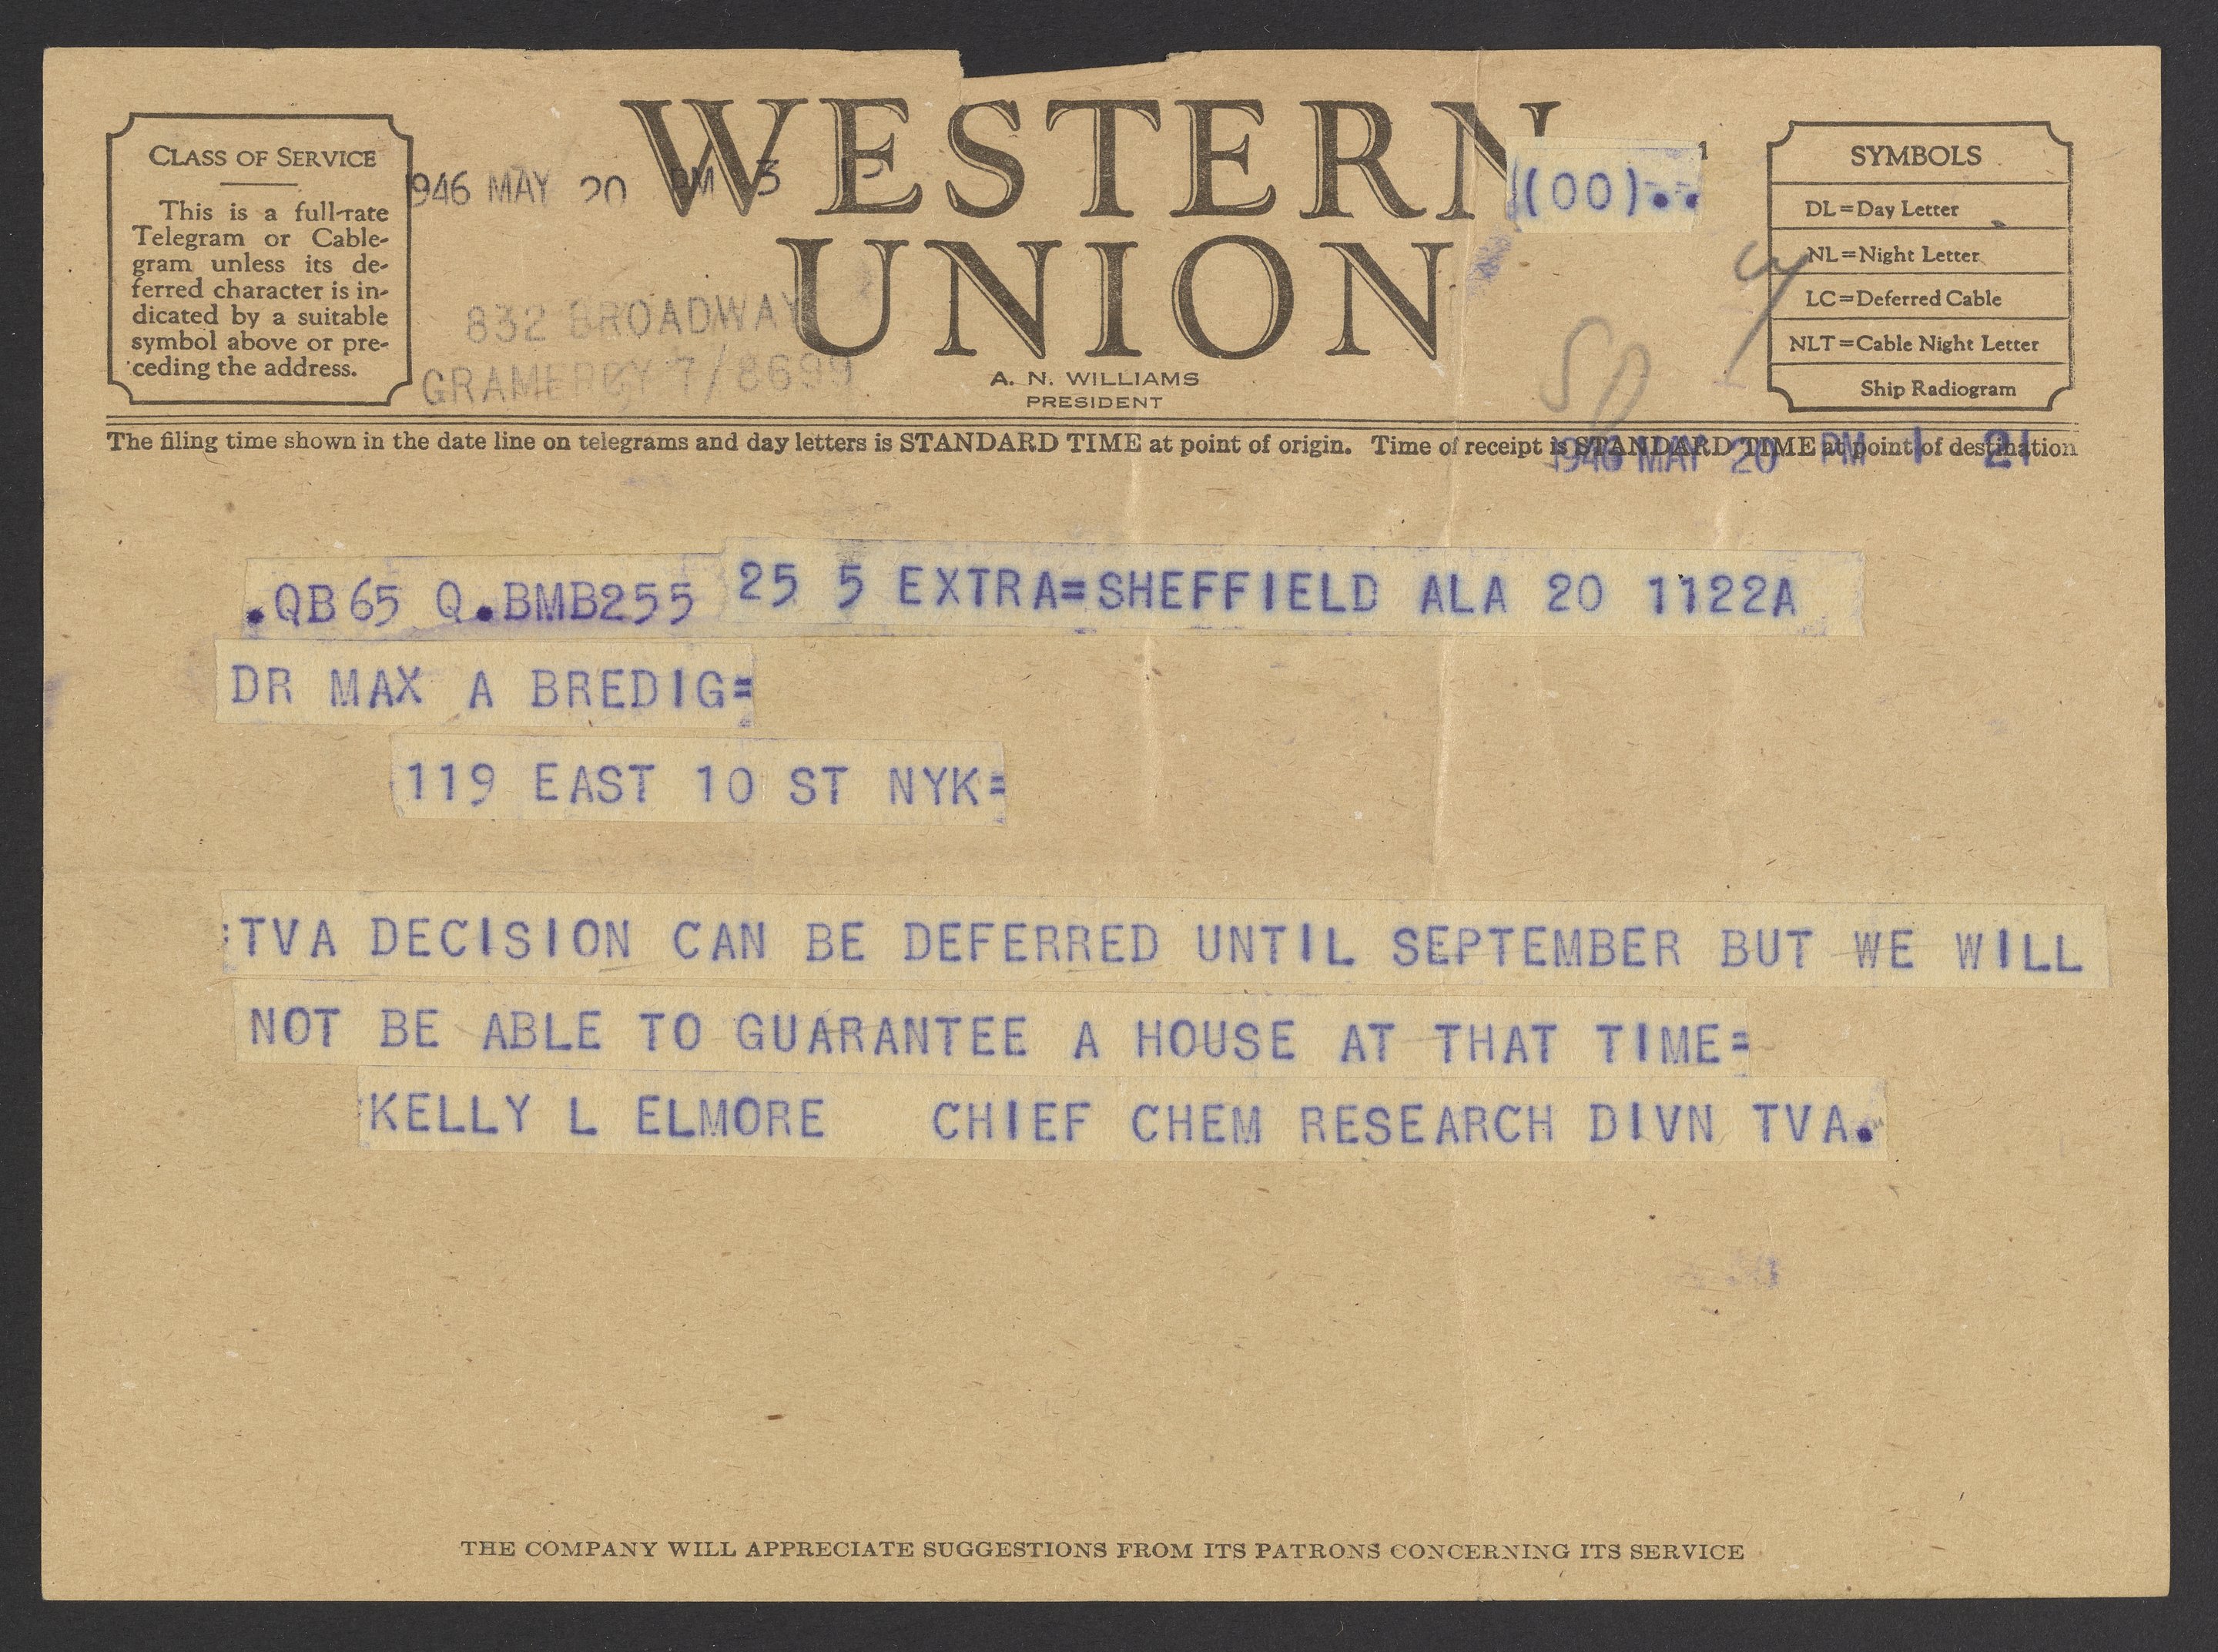 CLASS OF SERVICE
This is a full-rate
Telegram or Cable-
gram unless its de-
ferred character is in-
dicated by a suitable
symbol above or pre-
ceding the address.
WESTERN
UNION
A. N. WILLIAMS
PRESIDENT
1946 MAY 20 PM 3
832 BROADWAY
GRAMERCY 7/8699
(00)..
SYMBOLS
DL=Day Letter
NL=Night Letter
LC=Deferred Cable
NLT=Cable Night Letter
Ship Radiogram
The filing time shown in the date line on telegrams and day letters is STANDARD TIME at point of origin. Time of receipt is STANDARD TIME at point of destination
1946 MAY 20 PM 1 21
.QB65 Q.BMB255 25 5 EXTRA=SHEFFIELD ALA 20 1122A
DR MAX A BREDIG=
119 EAST 10 ST NYK=
:TVA DECISION CAN BE DEFERRED UNTIL SEPTEMBER BUT WE WILL
NOT BE ABLE TO GUARANTEE A HOUSE AT THAT TIME=
:KELLY L ELMORE CHIEF CHEM RESEARCH DIVN TVA.
THE COMPANY WILL APPRECIATE SUGGESTIONS FROM ITS PATRONS CONCERNING ITS SERVICE